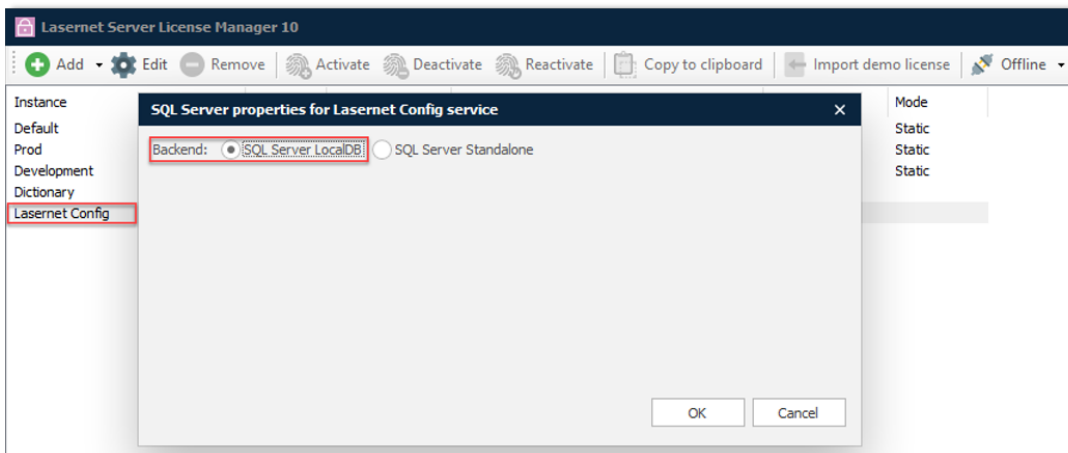 Lasernet Server License Manager 10
Add Edit Remove Activate Deactivate Reactivate Copy to clipboard Import demo license Offline
Instance Mode
SQL Server properties for Lasernet Config service
Default Static
Backend: SQL Server LocalDB SQL Server Standalone
Prod Static
Development Static
Dictionary
Lasernet Config
OK Cancel